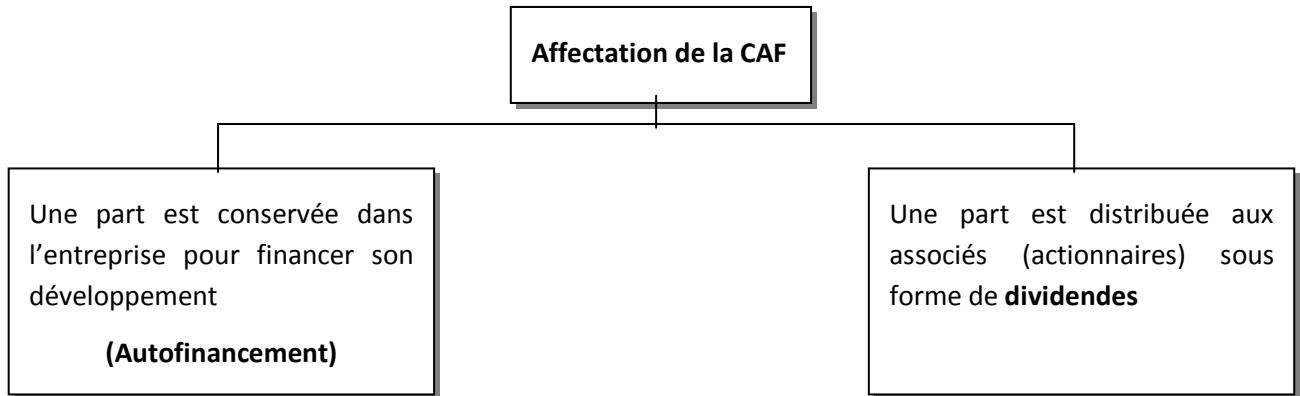 Affectation de la CAF
Une part est conservée dans
l’entreprise pour financer son
développement
(Autofinancement)
Une part est distribuée aux
associés (actionnaires) sous
forme de dividendes